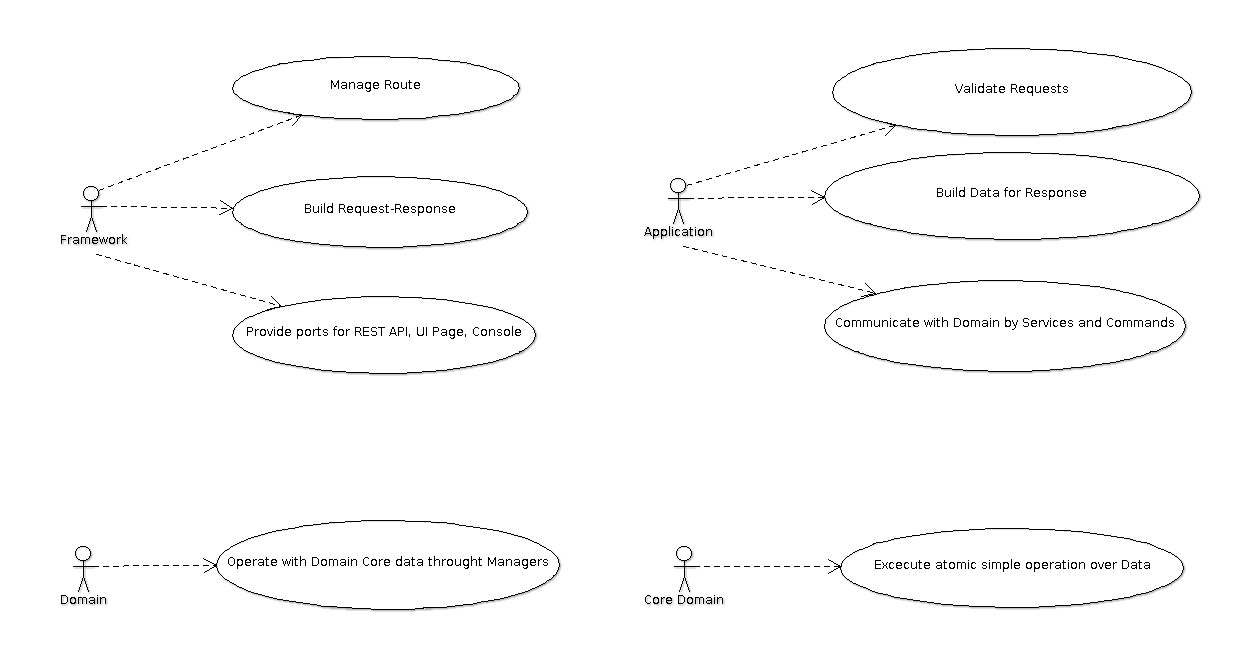 Manage Route
Build Request-Response
Framework
Provide ports for REST API, UI Page, Console
Validate Requests
Build Data for Response
Application
Communicate with Domain by Services and Commands
Operate with Domain Core data throught Managers
Domain
Excecute atomic simple operation over Data
Core Domain